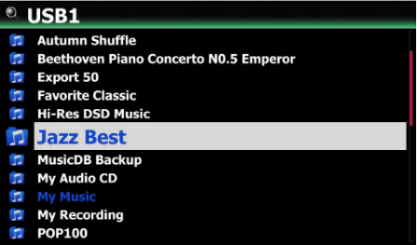 USB1
Autumn Shuffle
Beethoven Piano Concerto N0.5 Emperor
Export 50
Favorite Classic
Hi-Res DSD Music
Jazz Best
MusicDB Backup
My Audio CD
My Music
My Recording
POP100